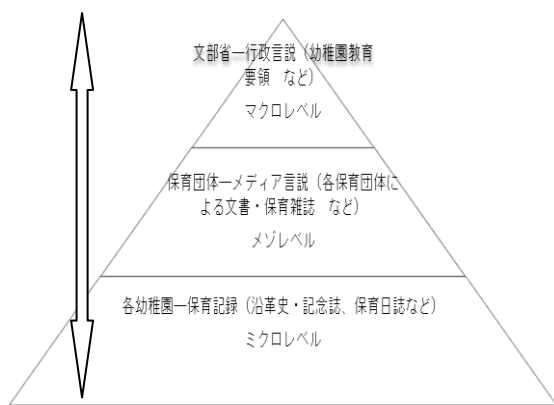 文部省ー行政言説（幼稚園教育
要領　など）
マクロレベル
保育団体ーメディア言説（各保育団体に
よる文書・保育雑誌　など）
メゾレベル
各幼稚園ー保育記録（沿革史・記念誌、保育日誌など）
ミクロレベル